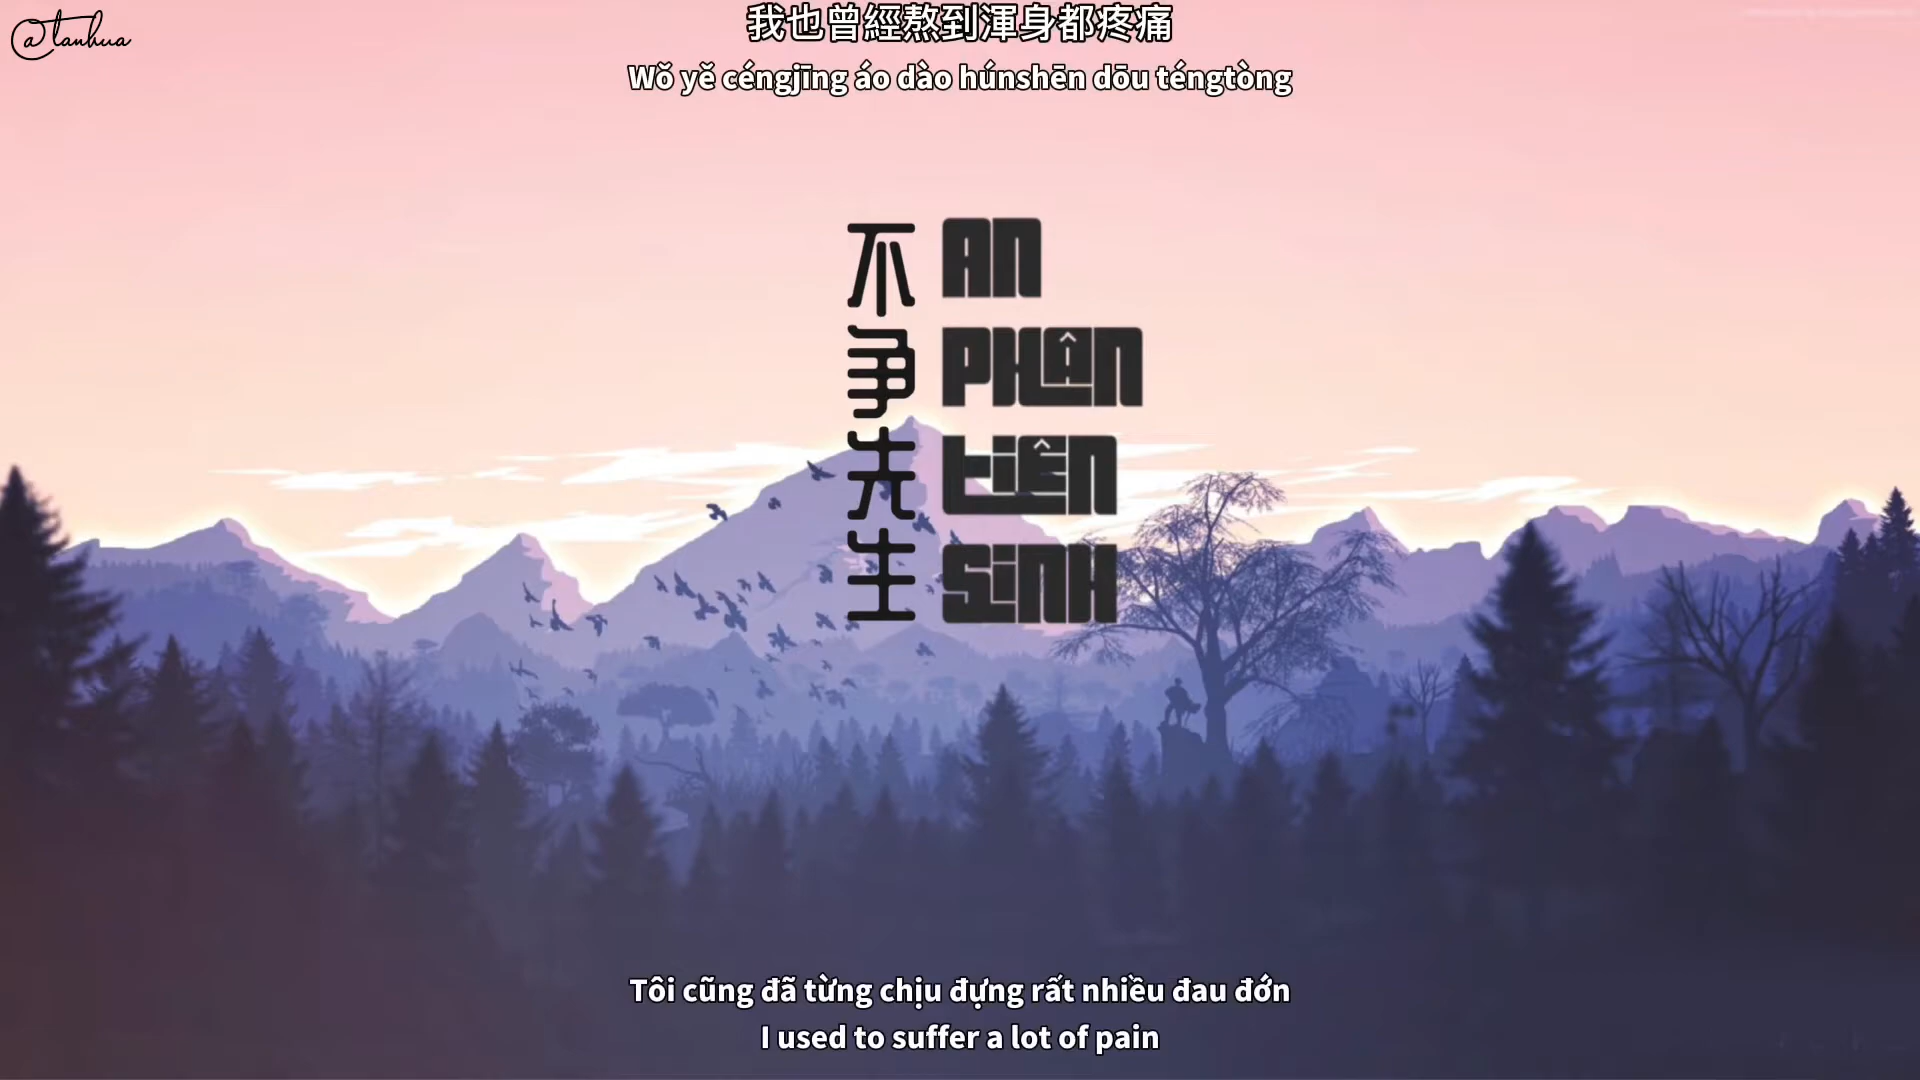 @tanhua
我也曾經熬到渾身都疼痛
Wǒ yě céngjīng áo dào húnshēn dōu téngtòng
不争先生
AN
PHẬN
TIÊN
SINH
Tôi cũng đã từng chịu đựng rất nhiều đau đớn
I used to suffer a lot of pain